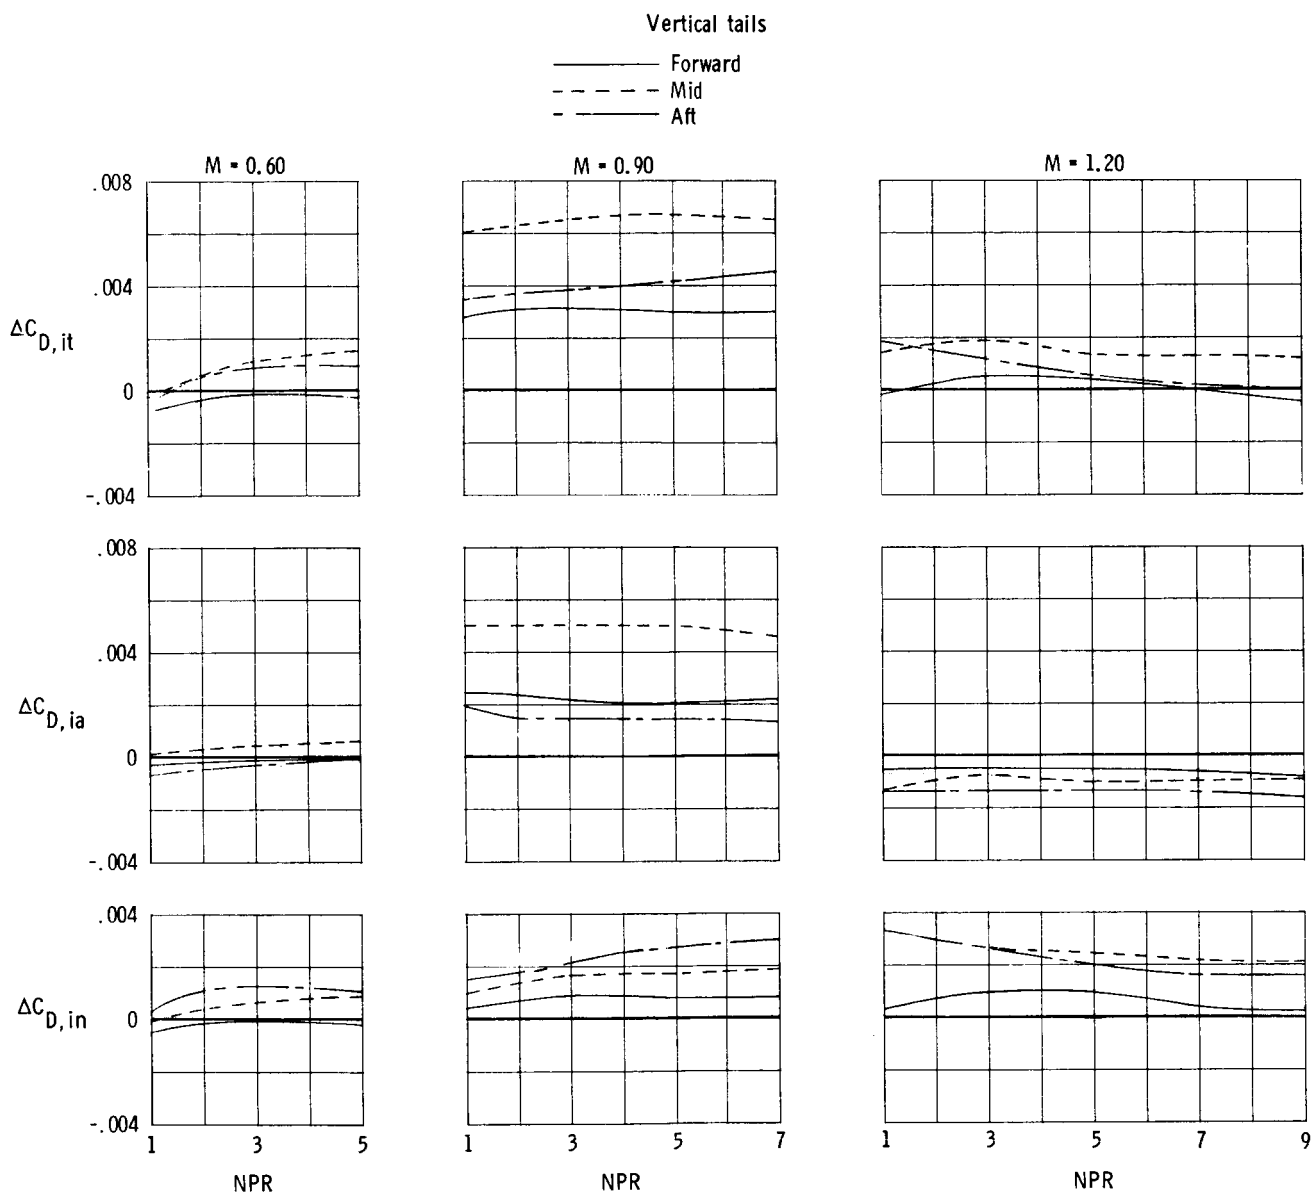 Vertical tails
Forward
Mid
Aft
M = 0.60
M = 0.90
M = 1.20
.008
.004
ΔC_D,it
0
-.004
.008
.004
ΔC_D,ia
0
-.004
.004
ΔC_D,in
0
-.004
1 3 5
1 3 5 7
1 3 5 7 9
NPR
NPR
NPR